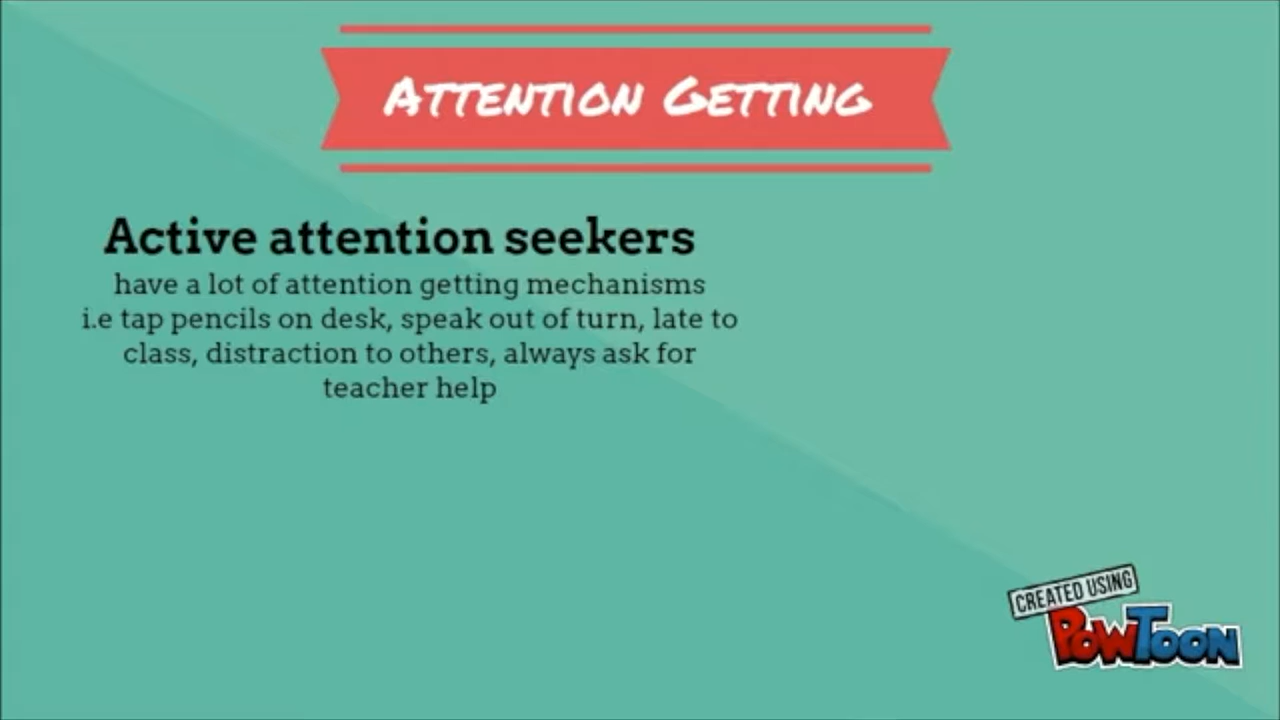 ATTENTION GETTING
Active attention seekers
have a lot of attention getting mechanisms
i.e tap pencils on desk, speak out of turn, late to
class, distraction to others, always ask for
teacher help
CREATED USING
POWTOON